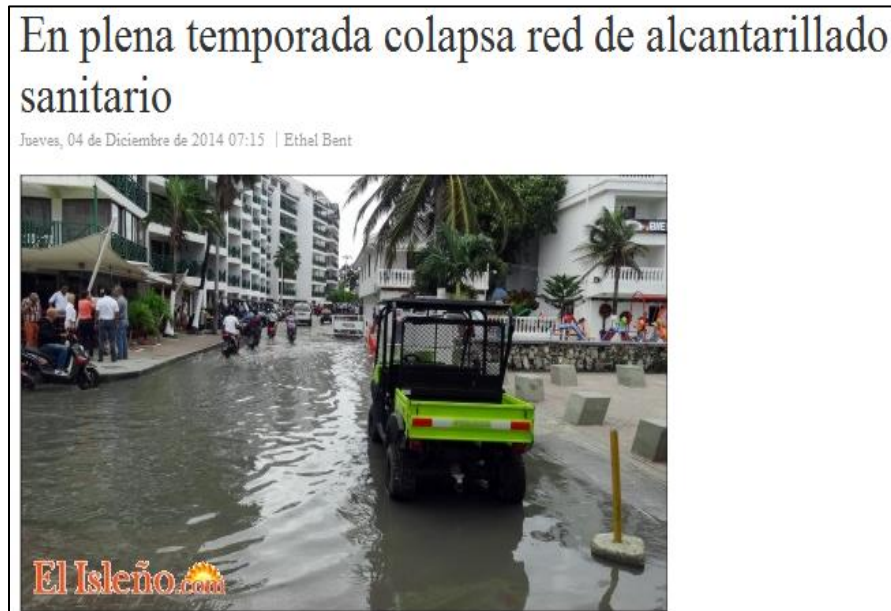 En plena temporada colapsa red de alcantarillado
sanitario
Jueves, 04 de Diciembre de 2014 07:15 | Ethel Bent
El Isleño.com